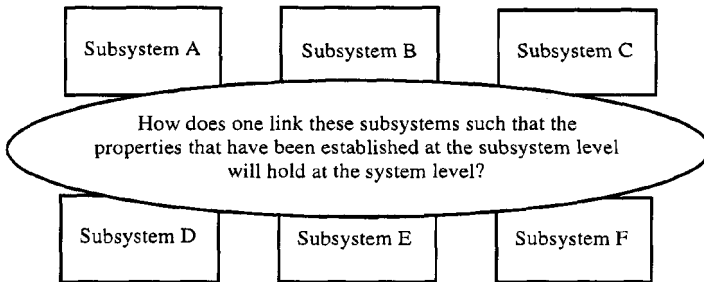 Subsystem A
Subsystem B
Subsystem C
How does one link these subsystems such that the
properties that have been established at the subsystem level
will hold at the system level?
Subsystem D
Subsystem E
Subsystem F